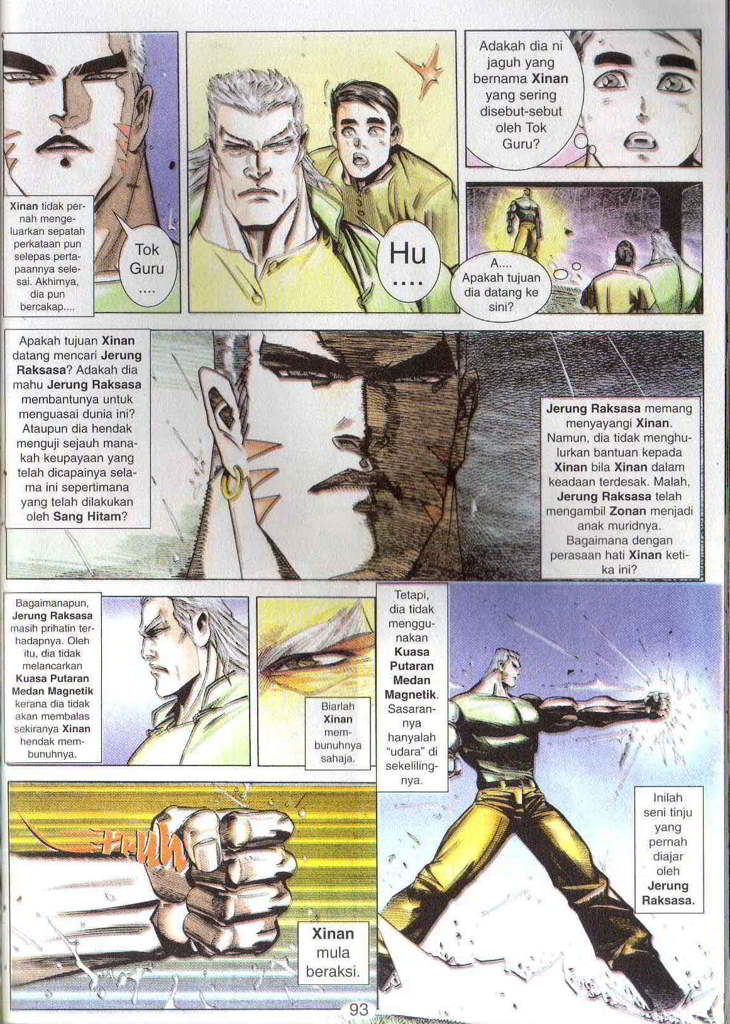 Xinan tidak per-
nah menge-
luarkan sepatah
perkataan pun
selepas perta-
paannya sele-
sai. Akhirnya,
dia pun
bercakap....
Tok
Guru
....
Hu
....
Adakah dia ni
jaguh yang
bernama Xinan
yang sering
disebut-sebut
oleh Tok
Guru?
A....
Apakah tujuan
dia datang ke
sini?
Apakah tujuan Xinan
datang mencari Jerung
Raksasa? Adakah dia
mahu Jerung Raksasa
membantunya untuk
menguasai dunia ini?
Ataupun dia hendak
menguji sejauh mana-
kah keupayaan yang
telah dicapainya sela-
ma ini sepertimana
yang telah dilakukan
oleh Sang Hitam?
Jerung Raksasa memang
menyayangi Xinan.
Namun, dia tidak menghu-
lurkan bantuan kepada
Xinan bila Xinan dalam
keadaan terdesak. Malah,
Jerung Raksasa telah
mengambil Zonan menjadi
anak muridnya.
Bagaimana dengan
perasaan hati Xinan keti-
ka ini?
Bagaimanapun,
Jerung Raksasa
masih prihatin ter-
hadapnya. Oleh
itu, dia tidak
melancarkan
Kuasa Putaran
Medan Magnetik
kerana dia tidak
akan membalas
sekiranya Xinan
hendak mem-
bunuhnya.
Biarlah
Xinan
mem-
bunuhnya
sahaja.
Tetapi,
dia tidak
menggu-
nakan
Kuasa
Putaran
Medan
Magnetik.
Sasaran-
nya
hanyalah
"udara" di
sekeliling-
nya.
Inilah
seni tinju
yang
pernah
diajar
oleh
Jerung
Raksasa.
Xinan
mula
beraksi.
93